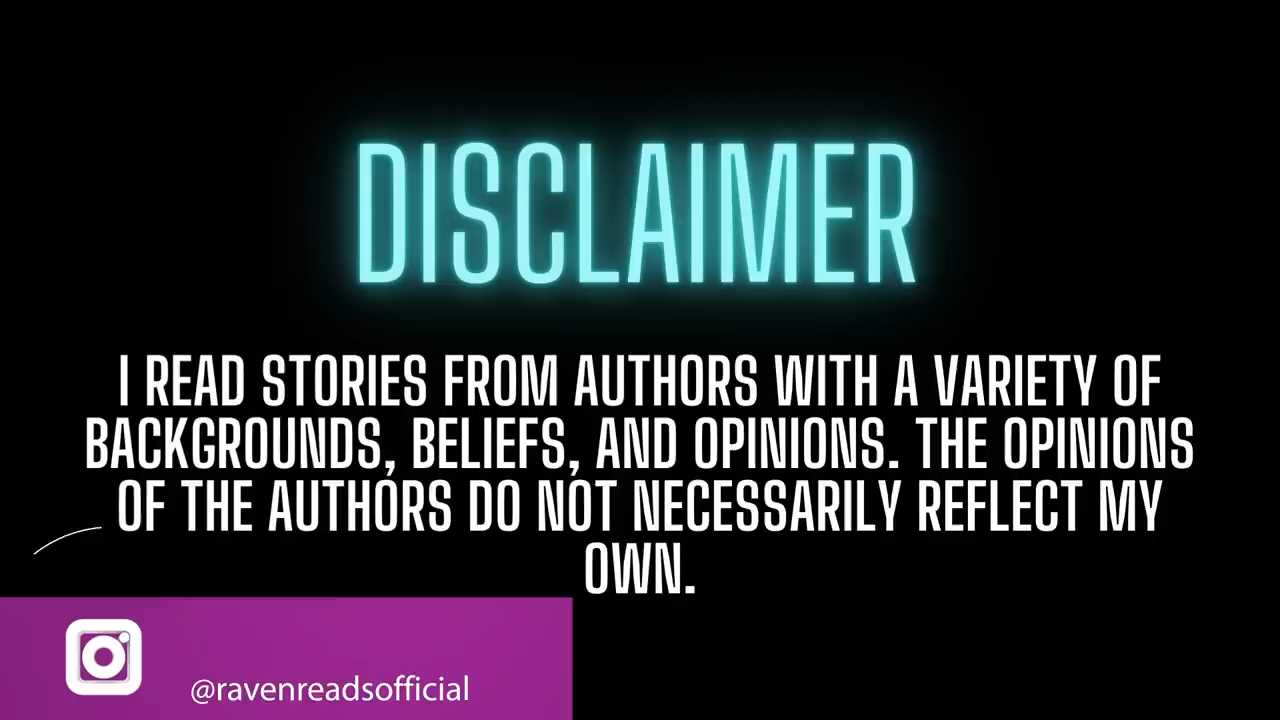 DISCLAIMER
I READ STORIES FROM AUTHORS WITH A VARIETY OF
BACKGROUNDS, BELIEFS, AND OPINIONS. THE OPINIONS
OF THE AUTHORS DO NOT NECESSARILY REFLECT MY
OWN.
@ravenreadsofficial